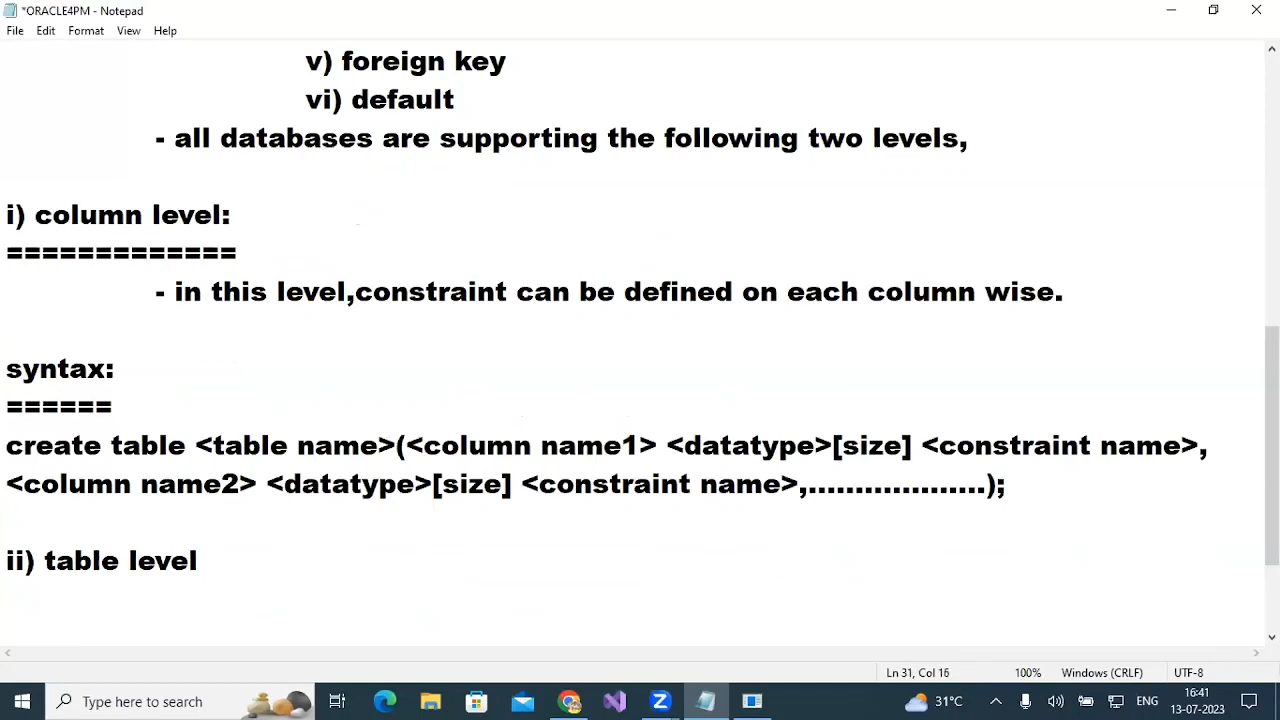 *ORACLE4PM - Notepad
File Edit Format View Help
v) foreign key
vi) default
- all databases are supporting the following two levels,
i) column level:
=============
- in this level,constraint can be defined on each column wise.
syntax:
======
create table <table name>(<column name1> <datatype>[size] <constraint name>,
<column name2> <datatype>[size] <constraint name>,...................);
ii) table level
Ln 31, Col 16 100% Windows (CRLF) UTF-8
Type here to search 31°C ENG 16:41
13-07-2023